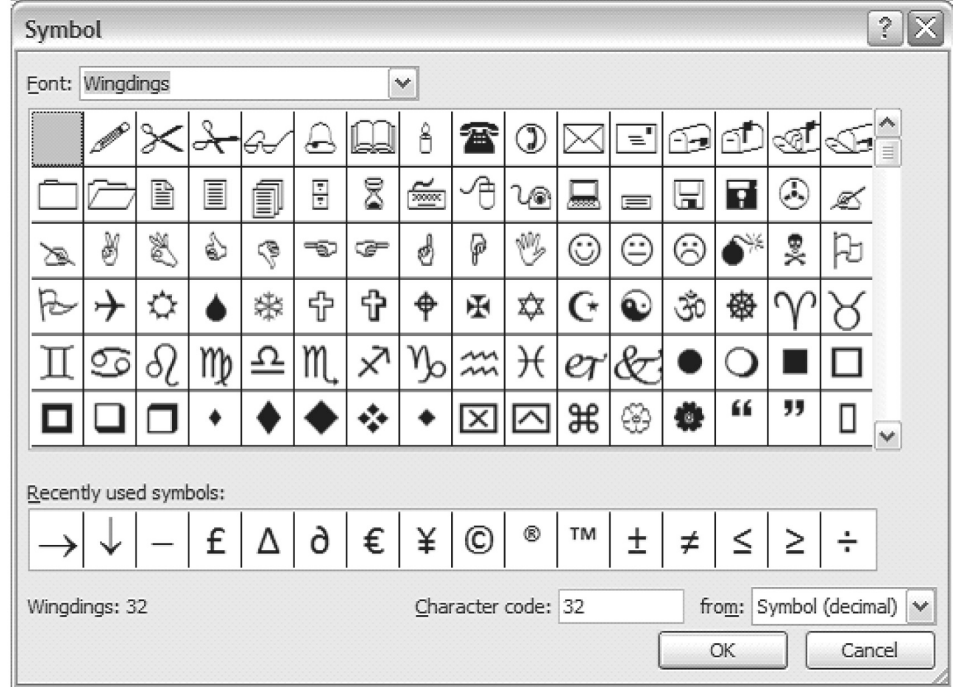 Symbol
Font: Wingdings
Recently used symbols:
→ ↓ – £ Δ ∂ € ¥ © ® ™ ± ≠ ≤ ≥ ÷
Wingdings: 32 Character code: 32 from: Symbol (decimal)
OK Cancel